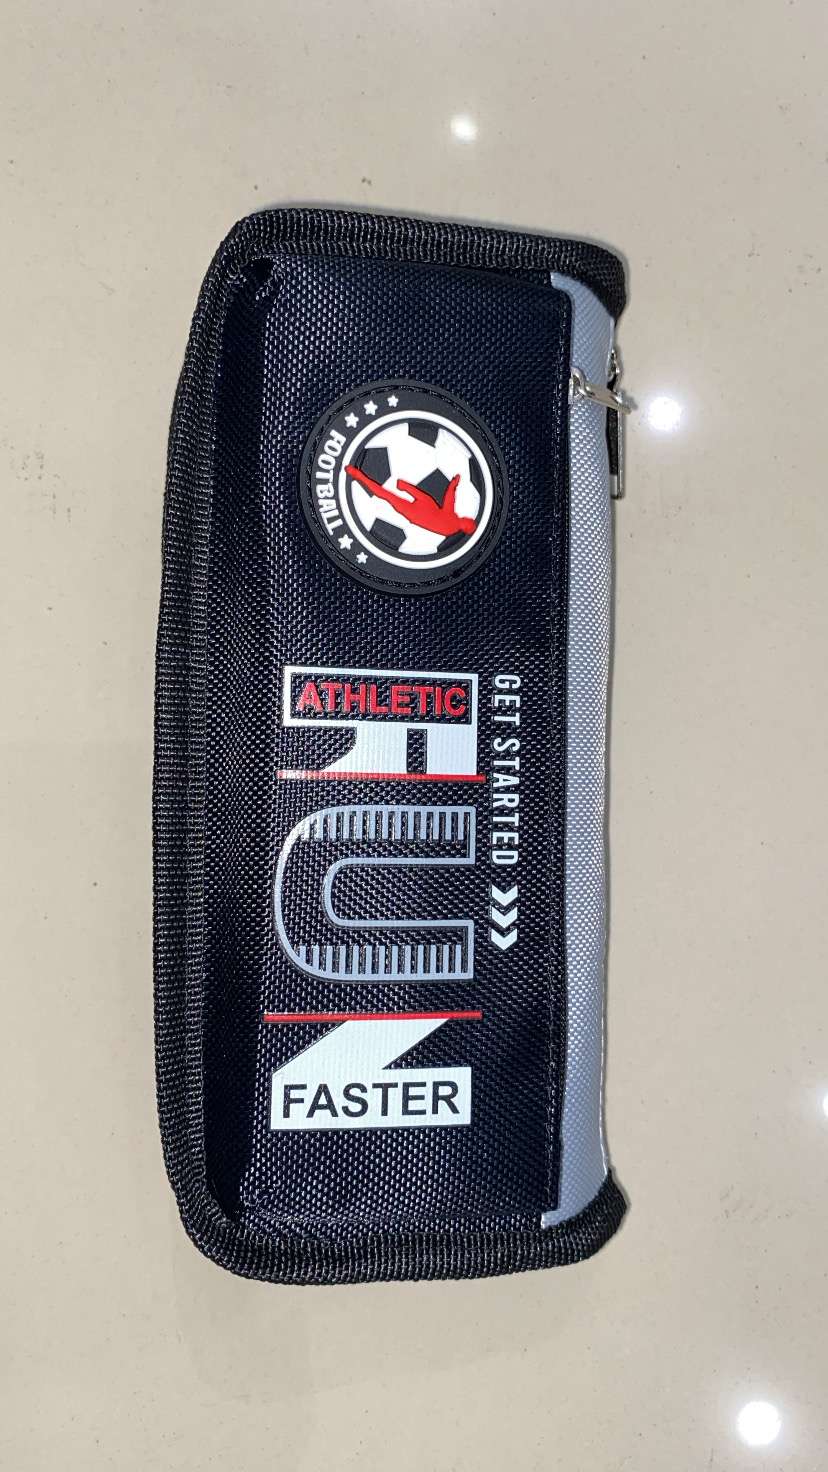 FOOTBALL
GET STARTED
ATHLETIC
RUN
FASTER